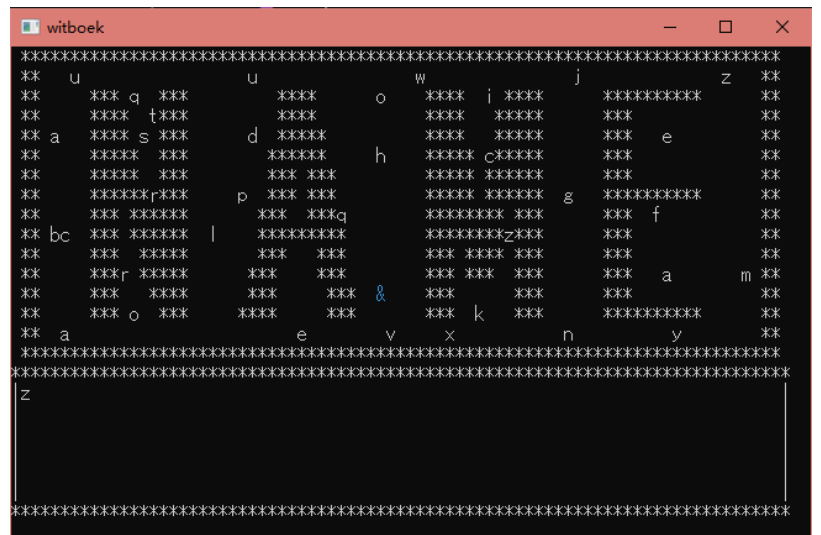 *****************************************************************************
**   u                 u                w               j              z   **
**     *** q  ***         ****      o    ****  i ****      **********      **
**     ****  t***         ****           ****   *****      ***             **
** a   **** s ***      d  *****          ****   *****      ***   e         **
**     *****  ***        ******     h    ***** c*****      ***             **
**     *****  ***         *** ***        ***** ******      ***             **
**     ******r***     p  *** ***         ***** ******  g   **********      **
**     *** ******       ***  ***q        ******** ***      ***  f          **
** bc  *** ******  l    *********        ********z***      ***             **
**     ***  *****       ***   ***        *** **** ***      ***             **
**     ***r *****      ***    ***        *** ***  ***      ***   a       m **
**     ***   ****      ***     ***  &    ***      ***      ***             **
**     *** o  ***     ****     ***       ***  k   ***      **********      **
**  a                       e        v     x           n          y        **
*****************************************************************************
*******************************************************************************
|z                                                                            |
*******************************************************************************
witboek